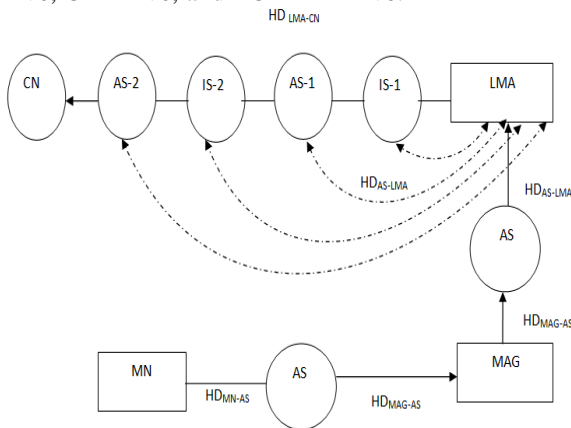 HD LMA-CN
CN
AS-2
IS-2
AS-1
IS-1
LMA
HDAS-LMA
HDAS-LMA
AS
HDMAG-AS
MN
AS
MAG
HDMN-AS
HDMAG-AS